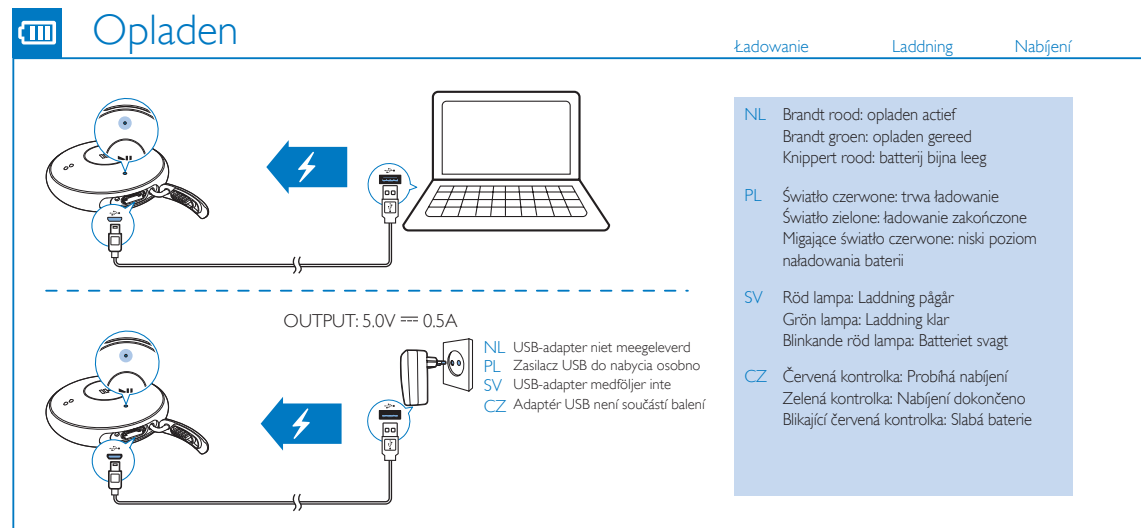 Opladen
Ładowanie Laddning Nabíjení
NL Brandt rood: opladen actief
Brandt groen: opladen gereed
Knippert rood: batterij bijna leeg
PL Światło czerwone: trwa ładowanie
Światło zielone: ładowanie zakończone
Migające światło czerwone: niski poziom
naładowania baterii
SV Röd lampa: Laddning pågår
Grön lampa: Laddning klar
Blinkande röd lampa: Batteriet svagt
CZ Červená kontrolka: Probíhá nabíjení
Zelená kontrolka: Nabíjení dokončeno
Blikající červená kontrolka: Slabá baterie
OUTPUT: 5.0V ⎓ 0.5A
NL USB-adapter niet meegeleverd
PL Zasilacz USB do nabycia osobno
SV USB-adapter medföljer inte
CZ Adaptér USB není součástí balení